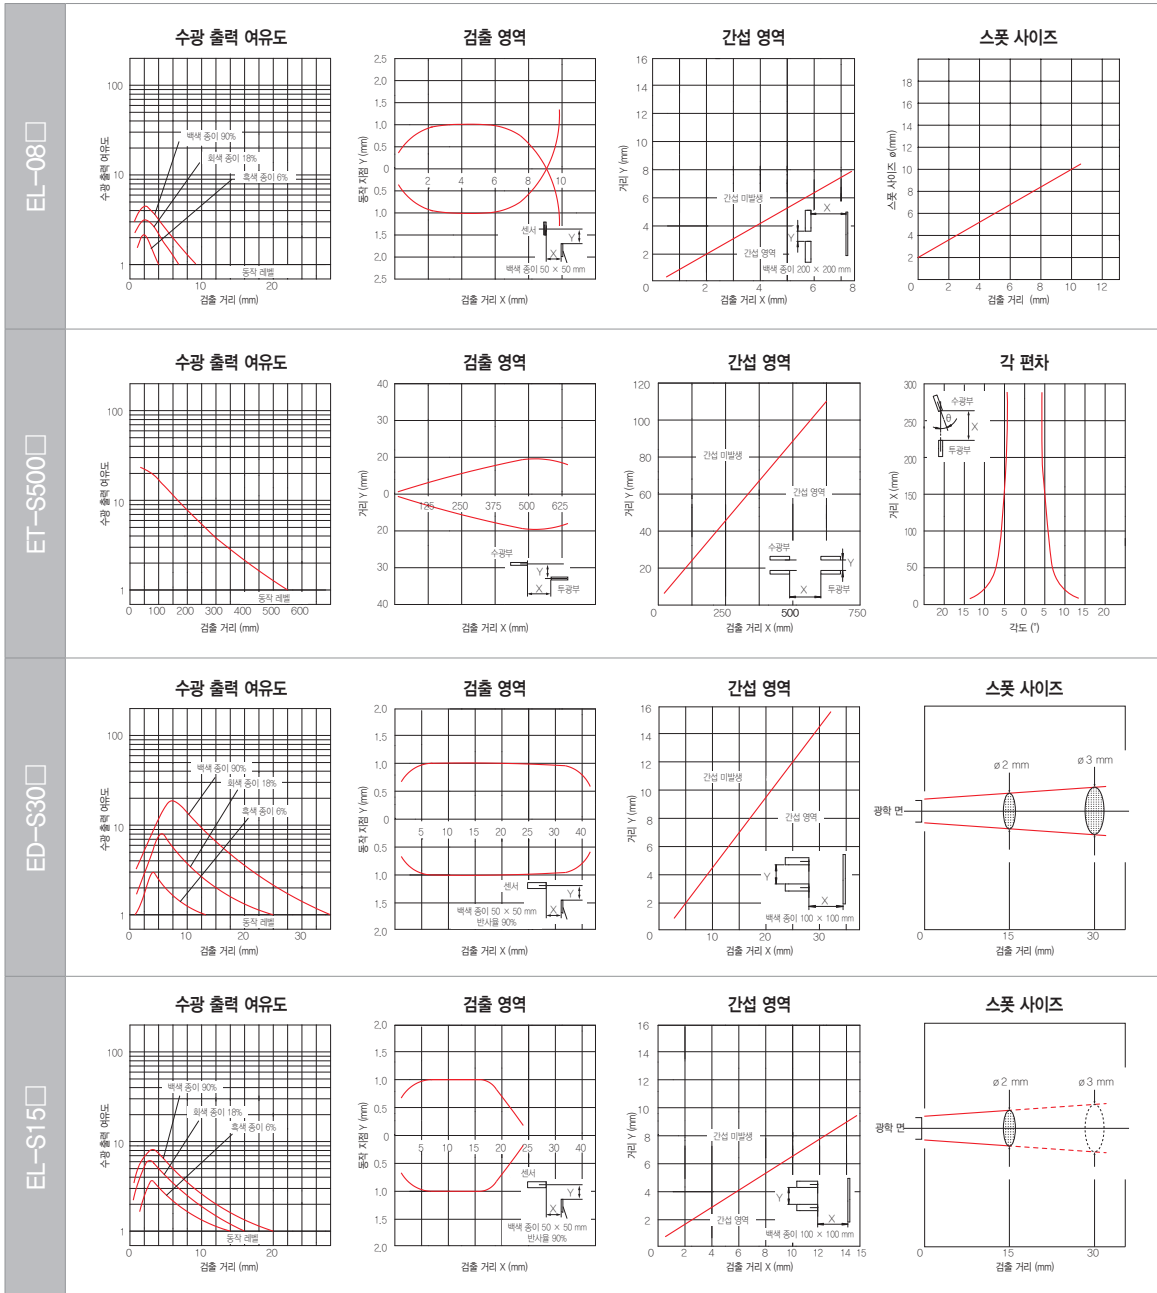 EL-08□
수광 출력 여유도
수광 출력 여유도
100
10
1
백색 종이 90%
회색 종이 18%
흑색 종이 6%
동작 레벨
0 10 20
검출 거리 (mm)
검출 영역
동작 지점 Y (mm)
2.5
2.0
1.5
1.0
0.5
0
0.5
1.0
1.5
2.0
2.5
2 4 6 8 10
센서
Y
X
백색 종이 50 × 50 mm
검출 거리 X (mm)
간섭 영역
거리 Y (mm)
16
14
12
10
8
6
4
2
간섭 미발생
간섭 영역
X
Y
백색 종이 200 × 200 mm
0 2 4 6 8
검출 거리 X (mm)
스폿 사이즈
스폿 사이즈 ø(mm)
18
16
14
12
10
8
6
4
2
0 2 4 6 8 10 12
검출 거리 (mm)
ET-S500□
수광 출력 여유도
수광 출력 여유도
100
10
1
동작 레벨
0 100 200 300 400 500 600
검출 거리 (mm)
검출 영역
거리 Y (mm)
40
30
20
10
0
10
20
30
40
125 250 375 500 625
수광부
Y
X
투광부
검출 거리 X (mm)
간섭 영역
거리 Y (mm)
120
100
80
60
40
20
간섭 미발생
간섭 영역
수광부
Y
X
투광부
0 250 500 750
검출 거리 X (mm)
각 편차
거리 X (mm)
300
250
200
150
100
50
0
수광부
θ
X
투광부
20 15 10 5 0 5 10 15 20
각도 (°)
ED-S30□
수광 출력 여유도
수광 출력 여유도
100
10
1
백색 종이 90%
회색 종이 18%
흑색 종이 6%
동작 레벨
0 10 20 30
검출 거리 (mm)
검출 영역
동작 지점 Y (mm)
2.0
1.5
1.0
0.5
0
0.5
1.0
1.5
2.0
5 10 20 30 40
센서
Y
X
백색 종이 50 × 50 mm
반사율 90%
검출 거리 X (mm)
간섭 영역
거리 Y (mm)
16
14
12
10
8
6
4
2
간섭 미발생
간섭 영역
Y
X
백색 종이 100 × 100 mm
0 10 20 30
검출 거리 X (mm)
스폿 사이즈
ø2 mm
ø3 mm
광학 면
0 15 30
검출 거리 (mm)
EL-S15□
수광 출력 여유도
수광 출력 여유도
100
10
1
백색 종이 90%
회색 종이 18%
흑색 종이 6%
동작 레벨
0 10 20
검출 거리 (mm)
검출 영역
동작 지점 Y (mm)
2.0
1.5
1.0
0.5
0
0.5
1.0
1.5
2.0
5 10 15 20 25
센서
Y
X
백색 종이 50 × 50 mm
반사율 90%
검출 거리 X (mm)
간섭 영역
거리 Y (mm)
16
14
12
10
8
6
4
2
간섭 미발생
간섭 영역
Y
X
백색 종이 100 × 100 mm
0 2 4 6 8 10 12 14 15
검출 거리 X (mm)
스폿 사이즈
ø2 mm
ø3 mm
광학 면
0 15 30
검출 거리 (mm)